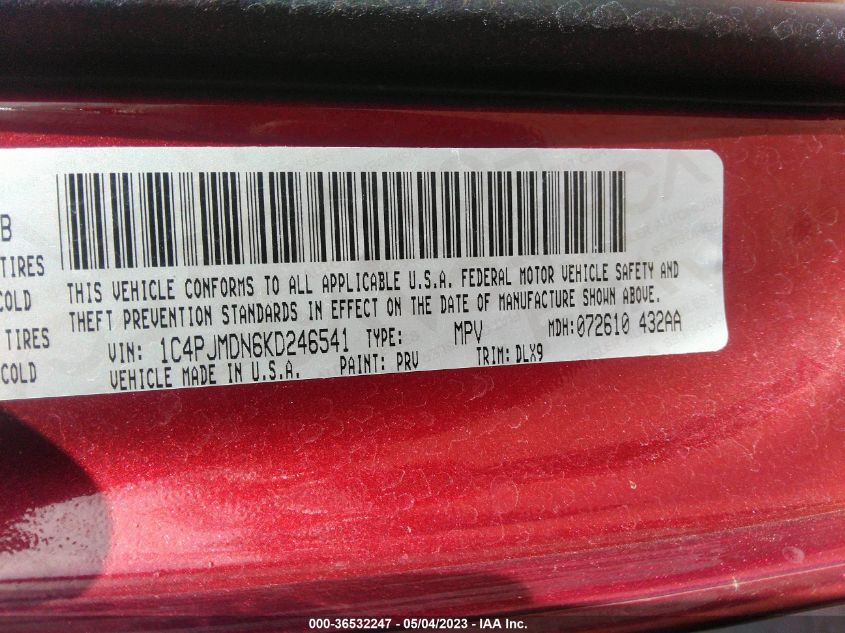 B
TIRES
COLD
TIRES
COLD
THIS VEHICLE CONFORMS TO ALL APPLICABLE U.S.A. FEDERAL MOTOR VEHICLE SAFETY AND
THEFT PREVENTION STANDARDS IN EFFECT ON THE DATE OF MANUFACTURE SHOWN ABOVE.
VIN: 1C4PJMDN6KD246541 TYPE: MPV MDH:072610 432AA
VEHICLE MADE IN U.S.A. PAINT: PRV TRIM: DLX9
000-36532247 - 05/04/2023 - IAA Inc.